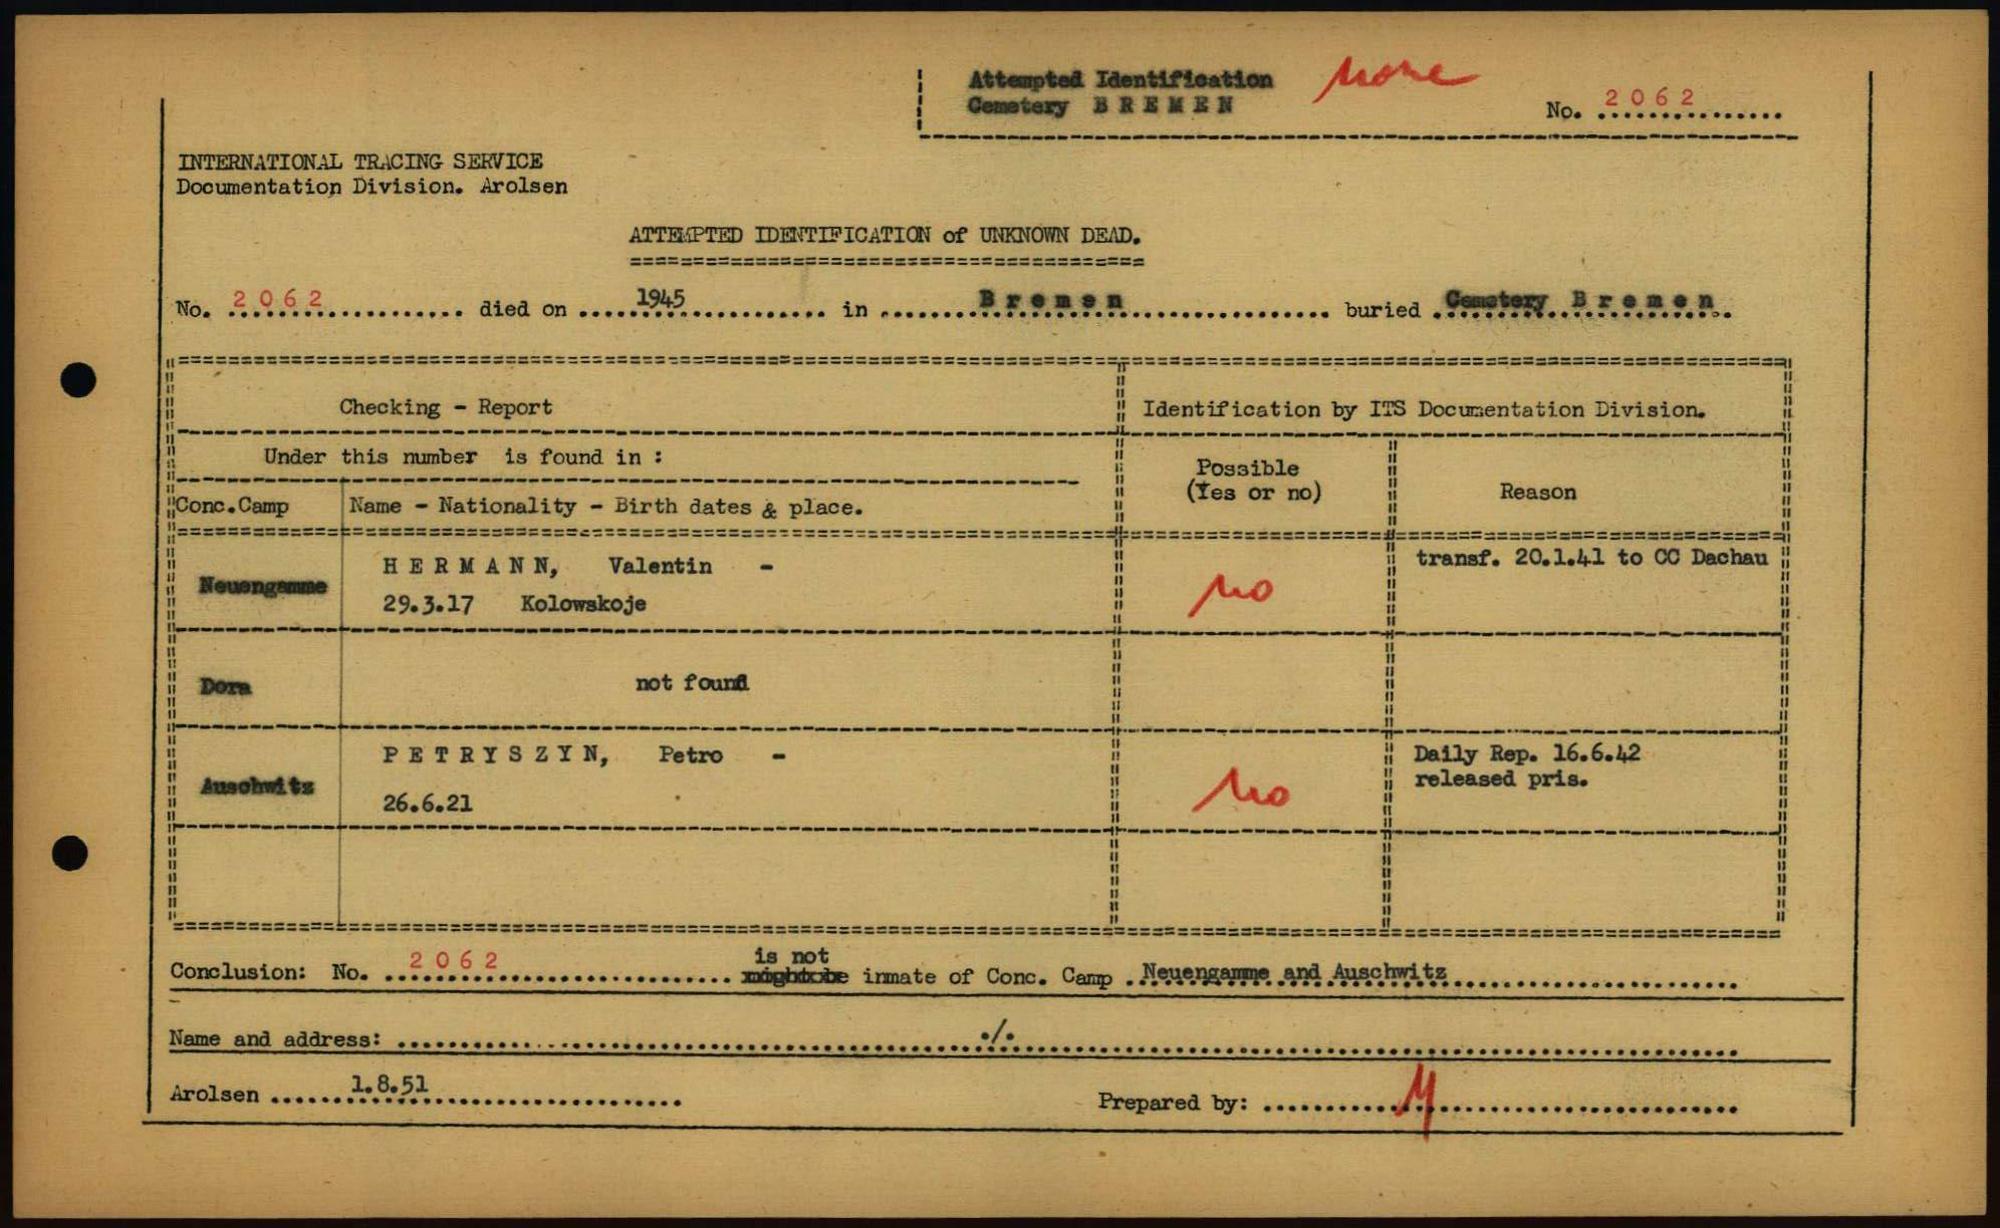 Attempted Identification none
Cemetery B R E M E N
No. 2062
INTERNATIONAL TRACING SERVICE
Documentation Division. Arolsen
ATTEMPTED IDENTIFICATION of UNKNOWN DEAD.
No. 2062 died on 1945 in B r e m e n buried Cemetery B r e m e n
Checking - Report
Identification by ITS Documentation Division.
Under this number is found in :
Possible
(Yes or no)
Reason
Conc.Camp
Name - Nationality - Birth dates & place.
Neuengamme
H E R M A N N, Valentin -
29.3.17 Kolowskoje
no
transf. 20.1.41 to CC Dachau
Dora
not found
Auschwitz
P E T R Y S Z Y N, Petro -
26.6.21
no
Daily Rep. 16.6.42
released pris.
is not
Conclusion: No. 2062 might be inmate of Conc. Camp Neuengamme and Auschwitz
Name and address: ./.
Arolsen 1.8.51
Prepared by: